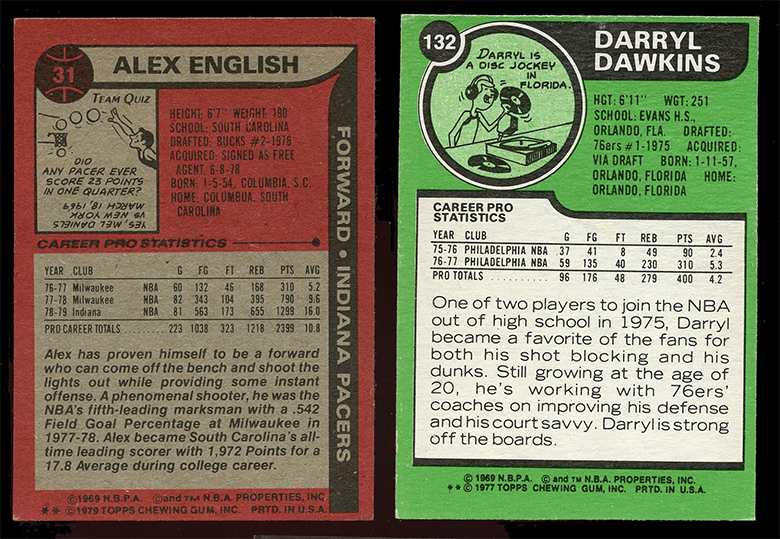 31
ALEX ENGLISH
TEAM QUIZ
DID
ANY PACER EVER
SCORE 23 POINTS
IN ONE QUARTER?
YES, MEL DANIELS
VS NEW YORK
MARCH 18, 1969
HEIGHT: 6'7" WEIGHT: 190
SCHOOL: SOUTH CAROLINA
DRAFTED: BUCKS #2-1976
ACQUIRED: SIGNED AS FREE
AGENT, 6-8-78
BORN: 1-5-54, COLUMBIA, S.C.
HOME: COLUMBUA, SOUTH
CAROLINA
FORWARD • INDIANA PACERS
CAREER PRO STATISTICS
YEAR CLUB G FG FT REB PTS AVG
76-77 Milwaukee NBA 60 132 46 168 310 5.2
77-78 Milwaukee NBA 82 343 104 395 790 9.6
78-79 Indiana NBA 81 563 173 655 1299 16.0
PRO CAREER TOTALS 223 1038 323 1218 2399 10.8
Alex has proven himself to be a forward
who can come off the bench and shoot the
lights out while providing some instant
offense. A phenomenal shooter, he was the
NBA's fifth-leading marksman with a .542
Field Goal Percentage at Milwaukee in
1977-78. Alex became South Carolina's all-
time leading scorer with 1,972 Points for a
17.8 Average during college career.
©1969 N.B.P.A. ©and TM N.B.A. PROPERTIES, INC.
** ©1979 TOPPS CHEWING GUM, INC. PRTD. IN U.S.A.
132
DARRYL
DAWKINS
DARRYL IS
A DISC JOCKEY
IN
FLORIDA.
HGT: 6'11" WGT: 251
SCHOOL: EVANS H.S.,
ORLANDO, FLA. DRAFTED:
76ers #1-1975 ACQUIRED:
VIA DRAFT BORN: 1-11-57,
ORLANDO, FLORIDA HOME:
ORLANDO, FLORIDA
CAREER PRO
STATISTICS
YEAR CLUB G FG FT REB PTS AVG
75-76 PHILADELPHIA NBA 37 41 8 49 90 2.4
76-77 PHILADELPHIA NBA 59 135 40 230 310 5.3
PRO TOTALS 96 176 48 279 400 4.2
One of two players to join the NBA
out of high school in 1975, Darryl
became a favorite of the fans for
both his shot blocking and his
dunks. Still growing at the age of
20, he's working with 76ers'
coaches on improving his defense
and his court savvy. Darryl is strong
off the boards.
©1969 N.B.P.A. © and TM N.B.A. PROPERTIES, INC.
** ©1977 TOPPS CHEWING GUM, INC. PRTD. IN U.S.A.